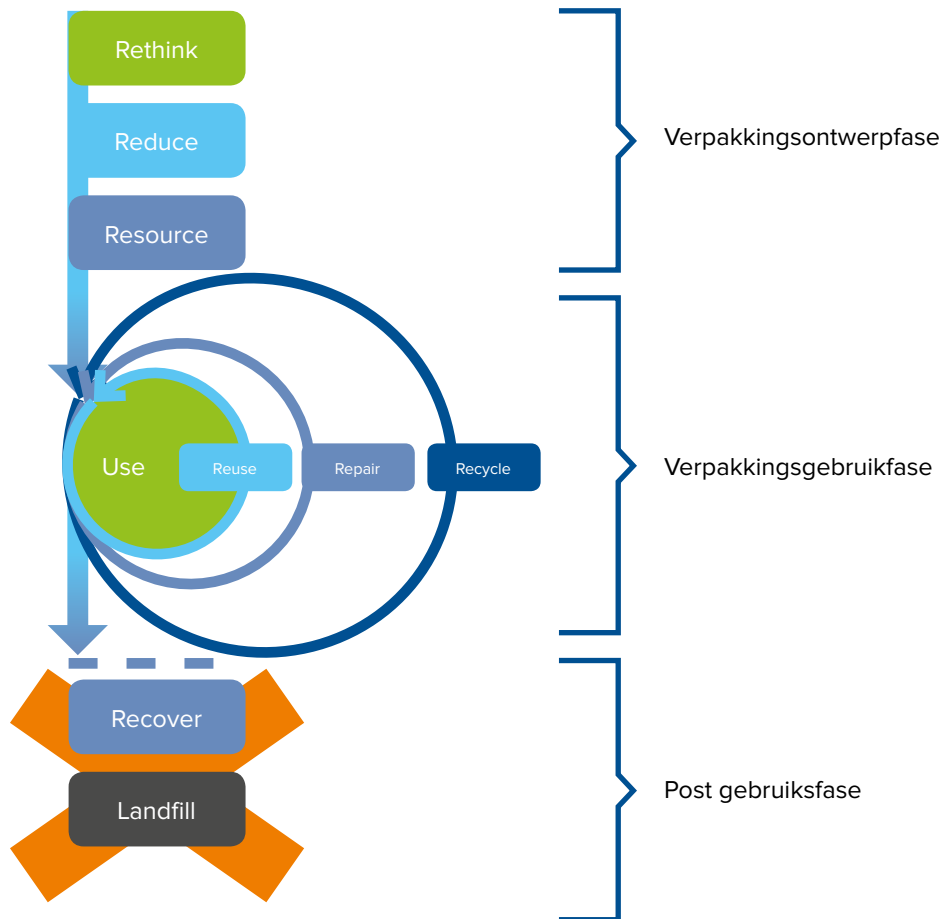 Rethink
Reduce
Verpakkingsontwerpfase
Resource
Use
Reuse
Repair
Recycle
Verpakkingsgebruikfase
Recover
Landfill
Post gebruiksfase